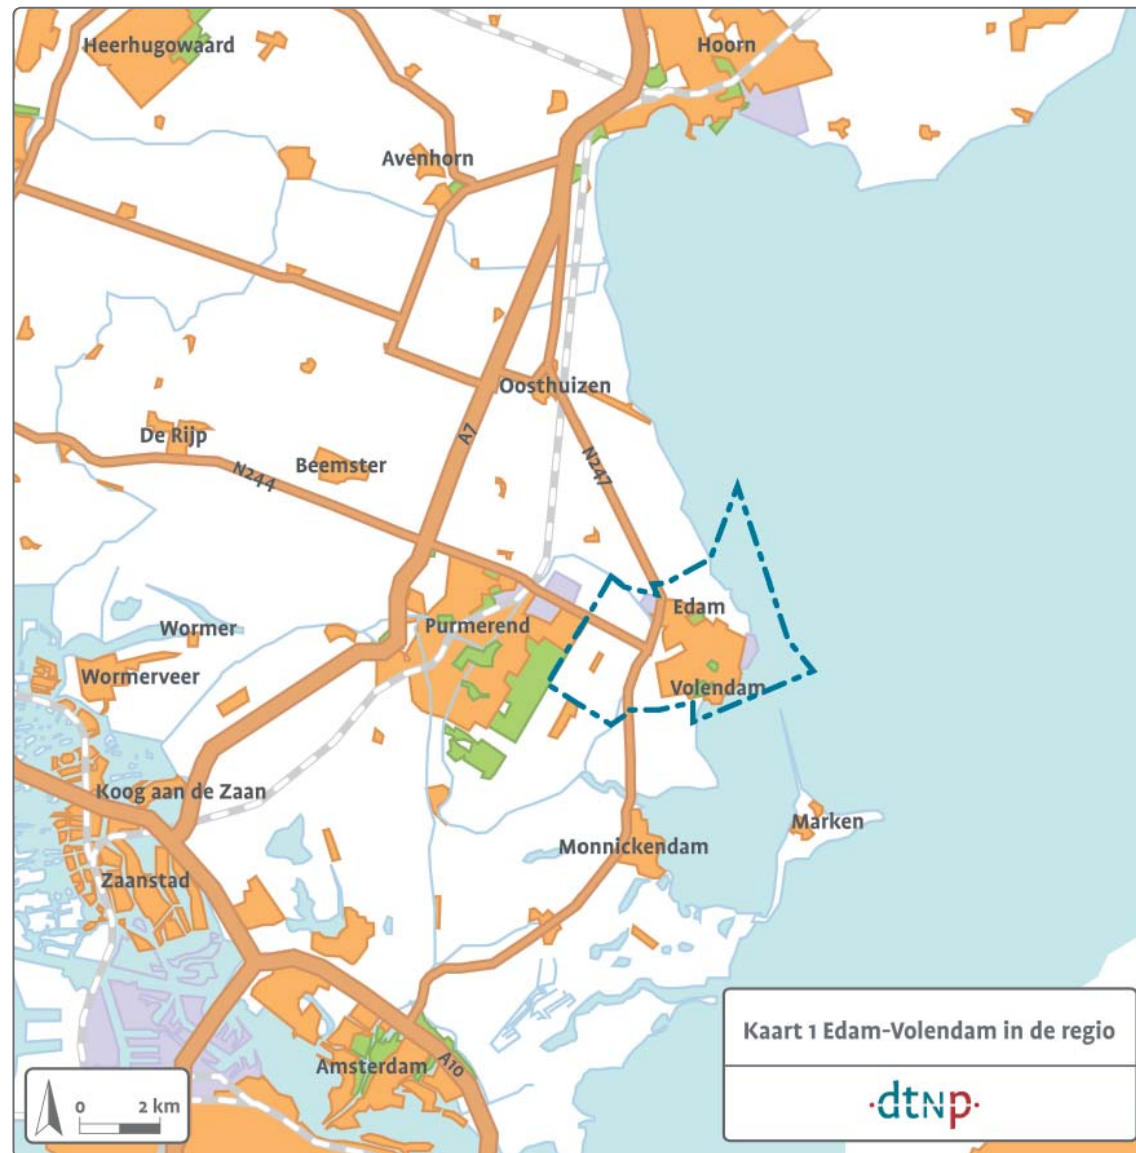 Heerhugowaard
Hoorn
Avenhorn
Oosthuizen
De Rijp
A7
Beemster
N244
N247
Edam
Wormer
Purmerend
Wormerveer
Volendam
Koog aan de Zaan
Marken
Monnickendam
Zaanstad
Kaart 1 Edam-Volendam in de regio
Amsterdam
A10
0 2 km
dtnp